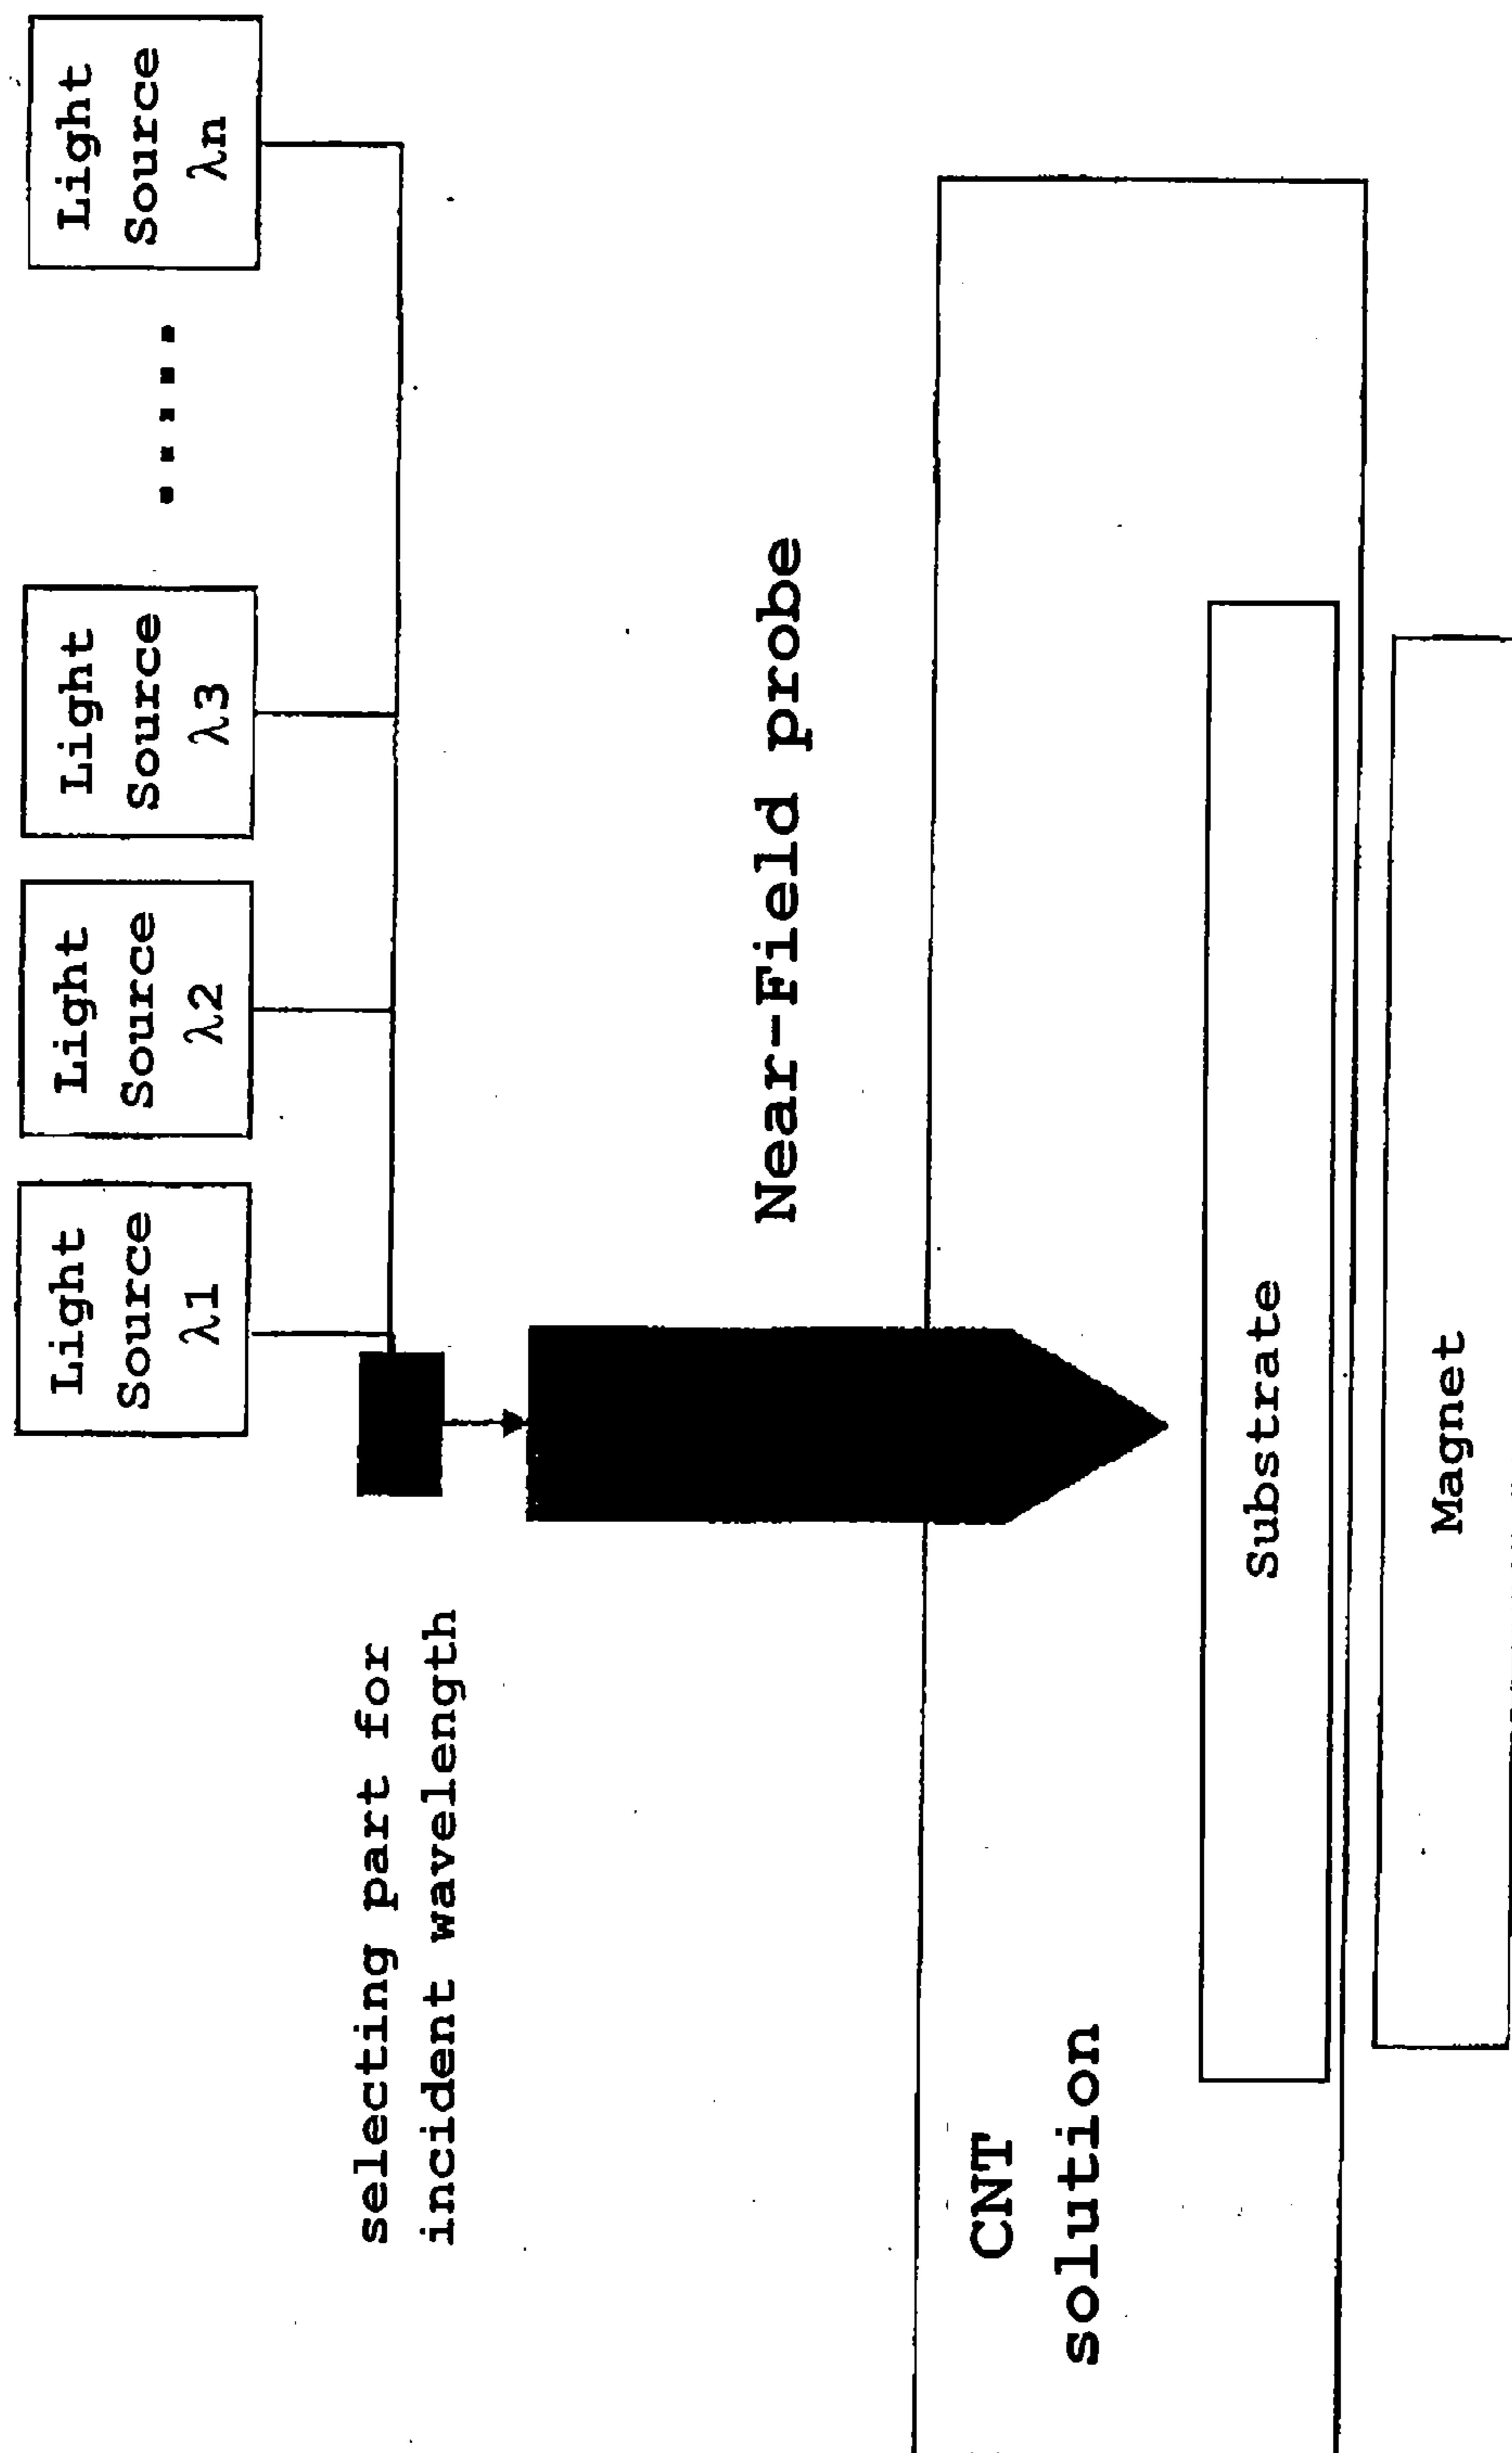 Light
Source
λ1
Light
Source
λ2
Light
Source
λ3
Light
Source
λn
selecting part for
incident wavelength
Near-Field probe
CNT
solution
Substrate
Magnet